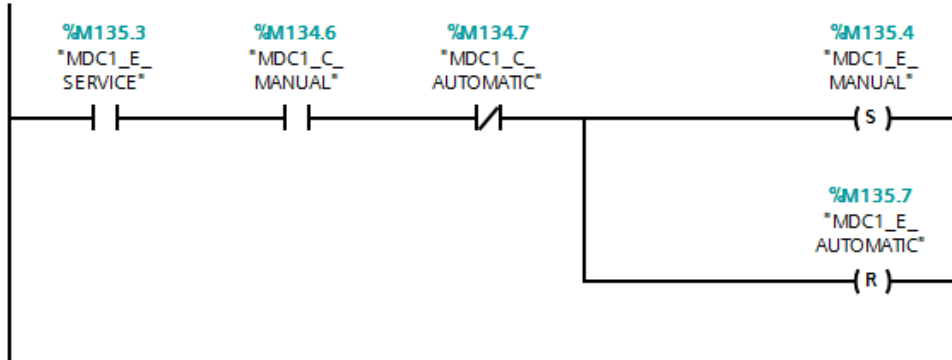 %M135.3 %M134.6 %M134.7 %M135.4
"MDC1_E_ "MDC1_C_ "MDC1_C_ "MDC1_E_
SERVICE" MANUAL" AUTOMATIC" MANUAL"
S
%M135.7
"MDC1_E_
AUTOMATIC"
R